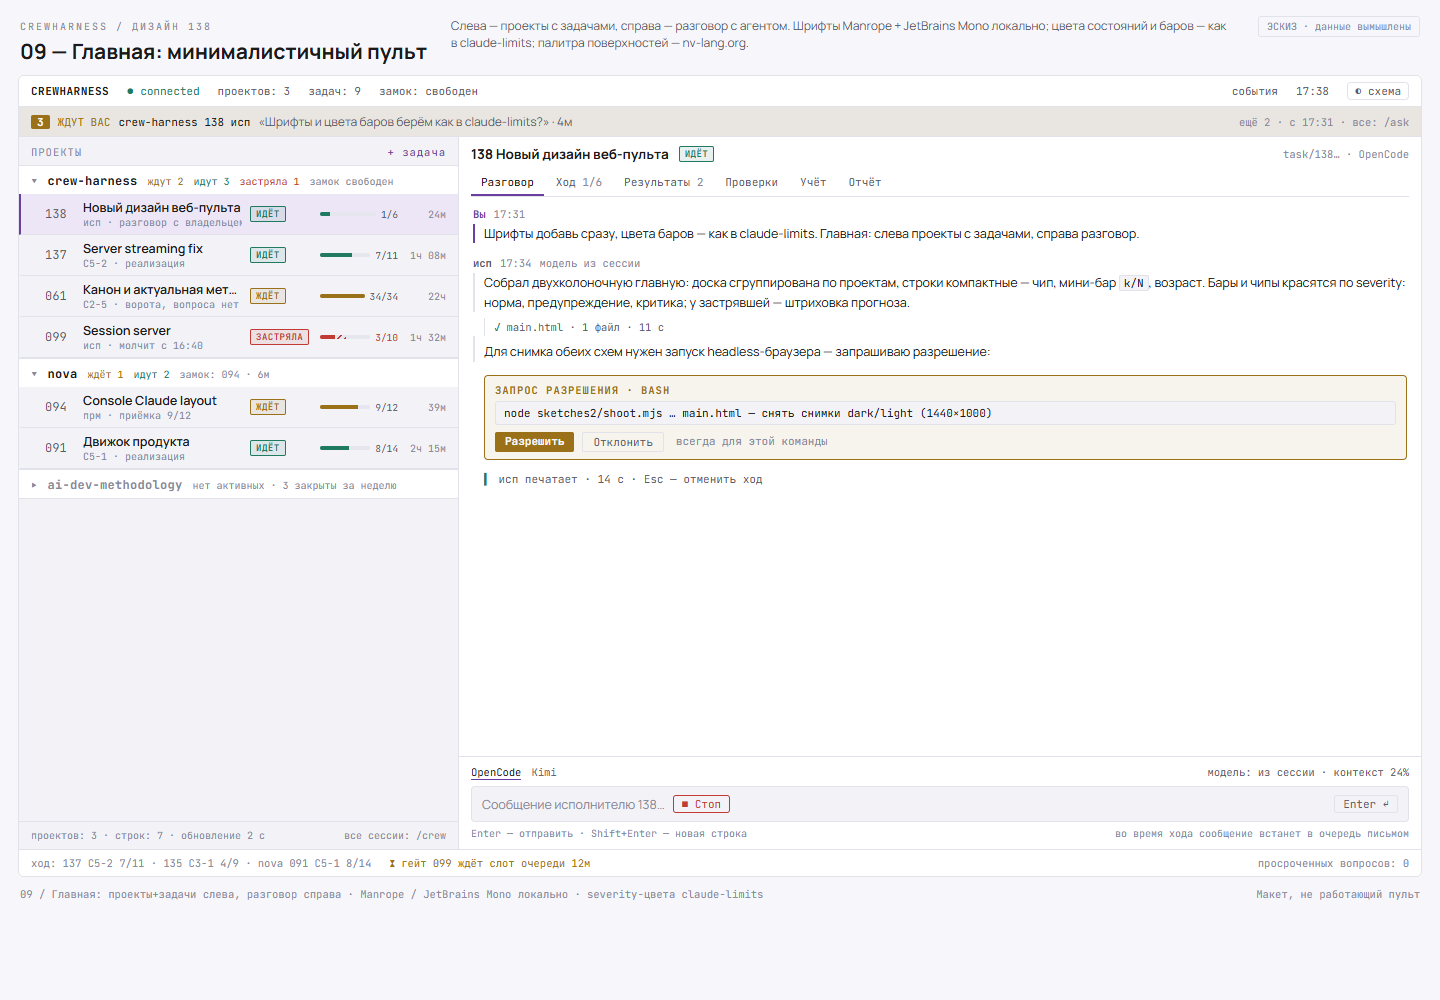 CREWHARNESS / ДИЗАЙН 138
09 — Главная: минималистичный пульт
Слева — проекты с задачами, справа — разговор с агентом. Шрифты Manrope + JetBrains Mono локально; цвета состояний и баров — как
в claude-limits; палитра поверхностей — nv-lang.org.
ЭСКИЗ · данные вымышлены
CREWHARNESS ● connected проектов: 3 задач: 9 замок: свободен
события 17:38 ◐ схема
3 ЖДУТ ВАС crew-harness 138 исп «Шрифты и цвета баров берём как в claude-limits?» · 4м
ещё 2 · с 17:31 · все: /ask
ПРОЕКТЫ + задача
▾ crew-harness ждут 2 идут 3 застряла 1 замок свободен
138 Новый дизайн веб-пульта ИДЁТ 1/6 24м
исп · разговор с владельце
137 Server streaming fix ИДЁТ 7/11 1ч 08м
С5-2 · реализация
061 Канон и актуальная мет… ЖДЁТ 34/34 22ч
С2-5 · ворота, вопроса нет
099 Session server ЗАСТРЯЛА 3/10 1ч 32м
исп · молчит с 16:40
▾ nova ждёт 1 идут 2 замок: 094 · 6м
094 Console Claude layout ЖДЁТ 9/12 39м
прм · приёмка 9/12
091 Движок продукта ИДЁТ 8/14 2ч 15м
С5-1 · реализация
▸ ai-dev-methodology нет активных · 3 закрыты за неделю
проектов: 3 · строк: 7 · обновление 2 с
все сессии: /crew
138 Новый дизайн веб-пульта ИДЁТ
task/138… · OpenCode
Разговор Ход 1/6 Результаты 2 Проверки Учёт Отчёт
Вы 17:31
Шрифты добавь сразу, цвета баров — как в claude-limits. Главная: слева проекты с задачами, справа разговор.
исп 17:34 модель из сессии
Собрал двухколоночную главную: доска сгруппирована по проектам, строки компактные — чип, мини-бар k/N, возраст. Бары и чипы красятся по severity:
норма, предупреждение, критика; у застрявшей — штриховка прогноза.
✓ main.html · 1 файл · 11 с
Для снимка обеих схем нужен запуск headless-браузера — запрашиваю разрешение:
ЗАПРОС РАЗРЕШЕНИЯ · BASH
node sketches2/shoot.mjs … main.html — снять снимки dark/light (1440×1000)
Разрешить Отклонить всегда для этой команды
исп печатает · 14 с · Esc — отменить ход
OpenCode Kimi
модель: из сессии · контекст 24%
Сообщение исполнителю 138… ■ Стоп Enter ⏎
Enter — отправить · Shift+Enter — новая строка
во время хода сообщение встанет в очередь письмом
ход: 137 С5-2 7/11 · 135 С3-1 4/9 · nova 091 С5-1 8/14 ⧗ гейт 099 ждёт слот очереди 12м
просроченных вопросов: 0
09 / Главная: проекты+задачи слева, разговор справа · Manrope / JetBrains Mono локально · severity-цвета claude-limits
Макет, не работающий пульт